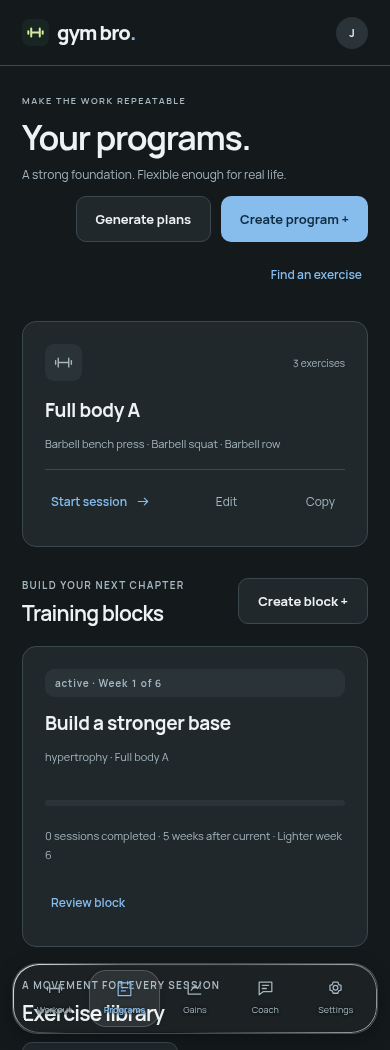 gym bro.
J
MAKE THE WORK REPEATABLE
Your programs.
A strong foundation. Flexible enough for real life.
Generate plans
Create program +
Find an exercise
3 exercises
Full body A
Barbell bench press · Barbell squat · Barbell row
Start session →
Edit
Copy
BUILD YOUR NEXT CHAPTER
Training blocks
Create block +
active · Week 1 of 6
Build a stronger base
hypertrophy · Full body A
0 sessions completed · 5 weeks after current · Lighter week
6
Review block
A MOVEMENT FOR EVERY SESSION
Exercise library
Workout
Programs
Gains
Coach
Settings